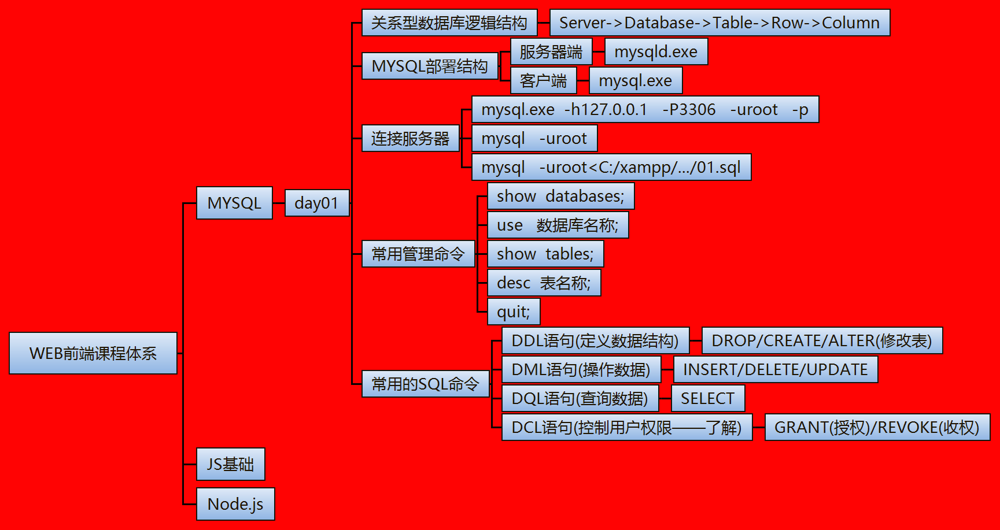 关系型数据库逻辑结构
Server->Database->Table->Row->Column
MYSQL部署结构
服务器端
mysqld.exe
客户端
mysql.exe
连接服务器
mysql.exe -h127.0.0.1 -P3306 -uroot -p
mysql -uroot
mysql -uroot<C:/xampp/.../01.sql
MYSQL
day01
常用管理命令
show databases;
use 数据库名称;
show tables;
desc 表名称;
quit;
WEB前端课程体系
常用的SQL命令
DDL语句(定义数据结构)
DROP/CREATE/ALTER(修改表)
DML语句(操作数据)
INSERT/DELETE/UPDATE
DQL语句(查询数据)
SELECT
DCL语句(控制用户权限——了解)
GRANT(授权)/REVOKE(收权)
JS基础
Node.js